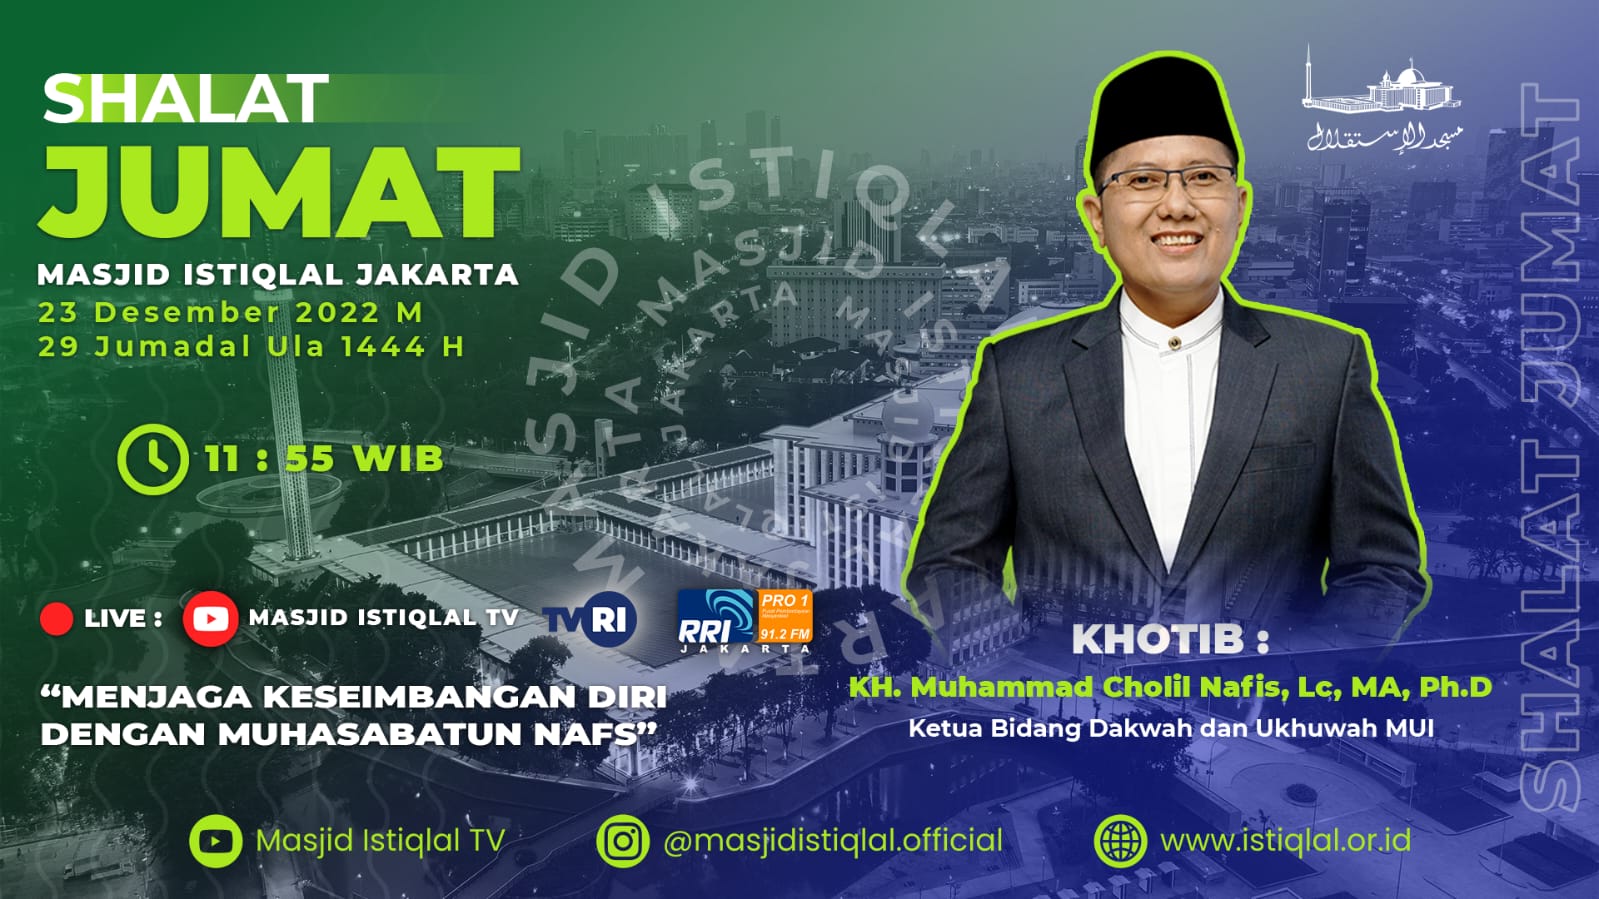 SHALAT
JUMAT
MASJID ISTIQLAL JAKARTA
23 Desember 2022 M
29 Jumadal Ula 1444 H
11 : 55 WIB
LIVE :
MASJID ISTIQLAL TV
TVRI
RRI
PRO 1
91.2 FM
JAKARTA
“MENJAGA KESEIMBANGAN DIRI
DENGAN MUHASABATUN NAFS”
مسجد الإستقلال
KHOTIB :
KH. Muhammad Cholil Nafis, Lc, MA, Ph.D
Ketua Bidang Dakwah dan Ukhuwah MUI
SHALAT JUMAT
MASJID ISTIQLAL
JAKARTA
Masjid Istiqlal TV
@masjidistiqlal.official
www.istiqlal.or.id